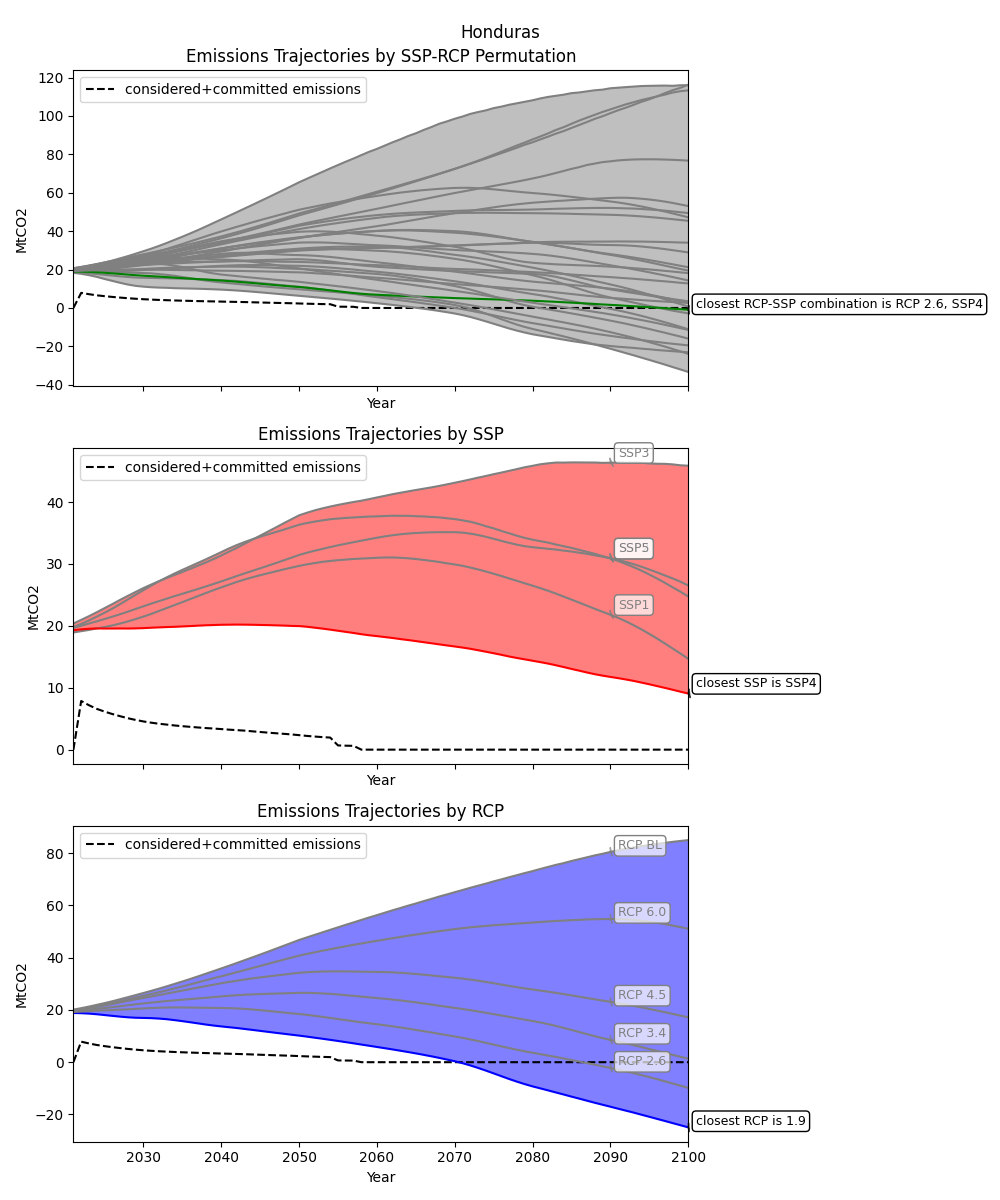 Honduras
Emissions Trajectories by SSP-RCP Permutation
considered+committed emissions
120
100
80
60
40
20
0
−20
−40
MtCO2
closest RCP-SSP combination is RCP 2.6, SSP4
Year
Emissions Trajectories by SSP
considered+committed emissions
SSP3
SSP5
SSP1
40
30
20
10
0
MtCO2
closest SSP is SSP4
Year
Emissions Trajectories by RCP
considered+committed emissions
RCP BL
RCP 6.0
RCP 4.5
RCP 3.4
RCP 2.6
80
60
40
20
0
−20
MtCO2
closest RCP is 1.9
2030 2040 2050 2060 2070 2080 2090 2100
Year